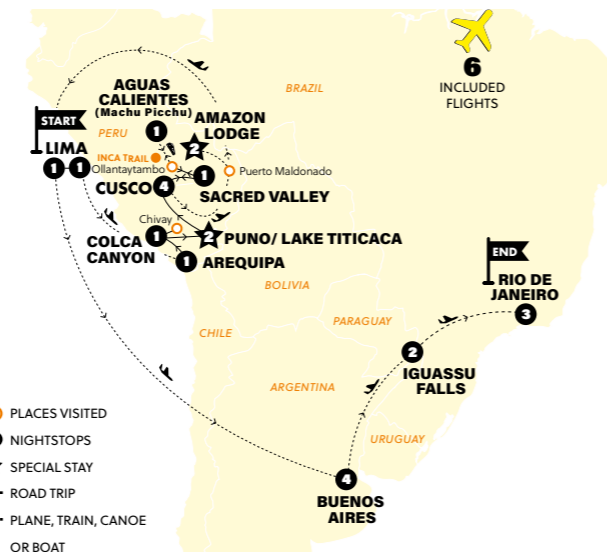 6
INCLUDED
FLIGHTS
BRAZIL
AGUAS
CALIENTES
(Machu Picchu)
1
AMAZON
LODGE
2
START
PERU
LIMA
1 1
INCA TRAIL
Ollantaytambo
Puerto Maldonado
1
SACRED VALLEY
CUSCO 4
Chivay
COLCA
CANYON
1
2 PUNO/ LAKE TITICACA
1 AREQUIPA
END
RIO DE
JANEIRO
3
BOLIVIA
PARAGUAY
CHILE
2
IGUASSU
FALLS
ARGENTINA
URUGUAY
4
BUENOS
AIRES
PLACES VISITED
NIGHTSTOPS
SPECIAL STAY
ROAD TRIP
PLANE, TRAIN, CANOE
OR BOAT